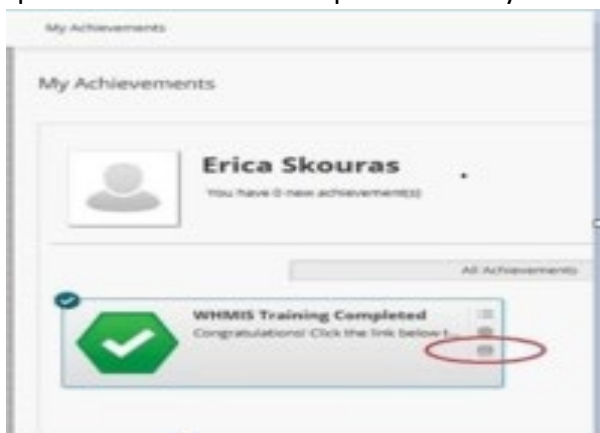 My Achievements
My Achievements
Erica Skouras
You have 0 new achievement(s)
All Achievements
WHMIS Training Completed
Congratulations! Click the link below t...